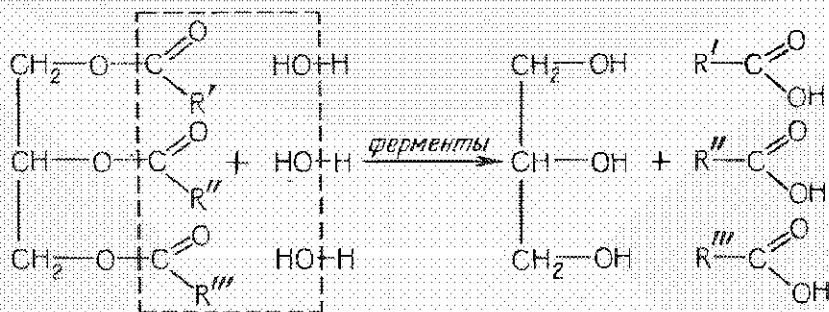 CH₂—O—C O R′ HO—H CH₂—OH R′—C O OH
CH—O—C O R″ + HO—H ферменты CH—OH + R″—C O OH
CH₂—O—C O R‴ HO—H CH₂—OH R‴—C O OH